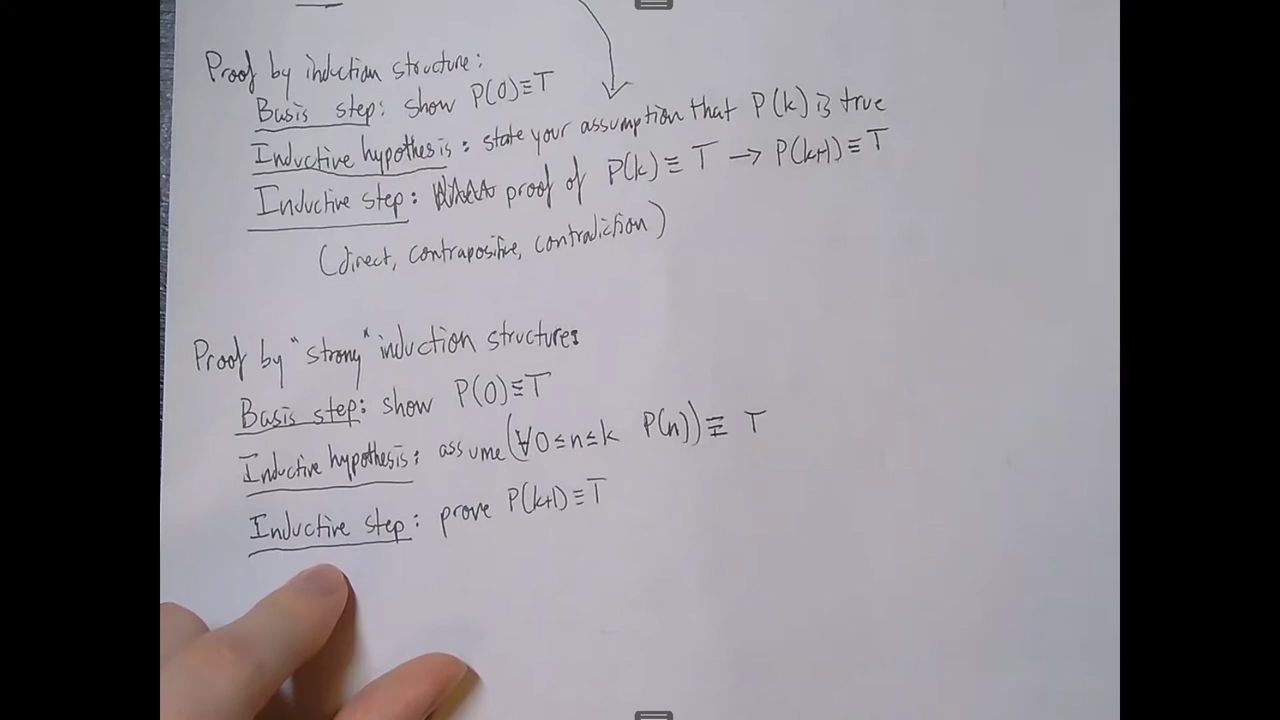 Proof by induction structure:
Basis step: show P(0)≡T
Inductive hypothesis: state your assumption that P(k) is true
Inductive step: proof of P(k)≡T → P(k+1)≡T
(direct, contrapositive, contradiction)
Proof by "strong" induction structure:
Basis step: show P(0)≡T
Inductive hypothesis: assume (∀0≤n≤k P(n))≡T
Inductive step: prove P(k+1)≡T